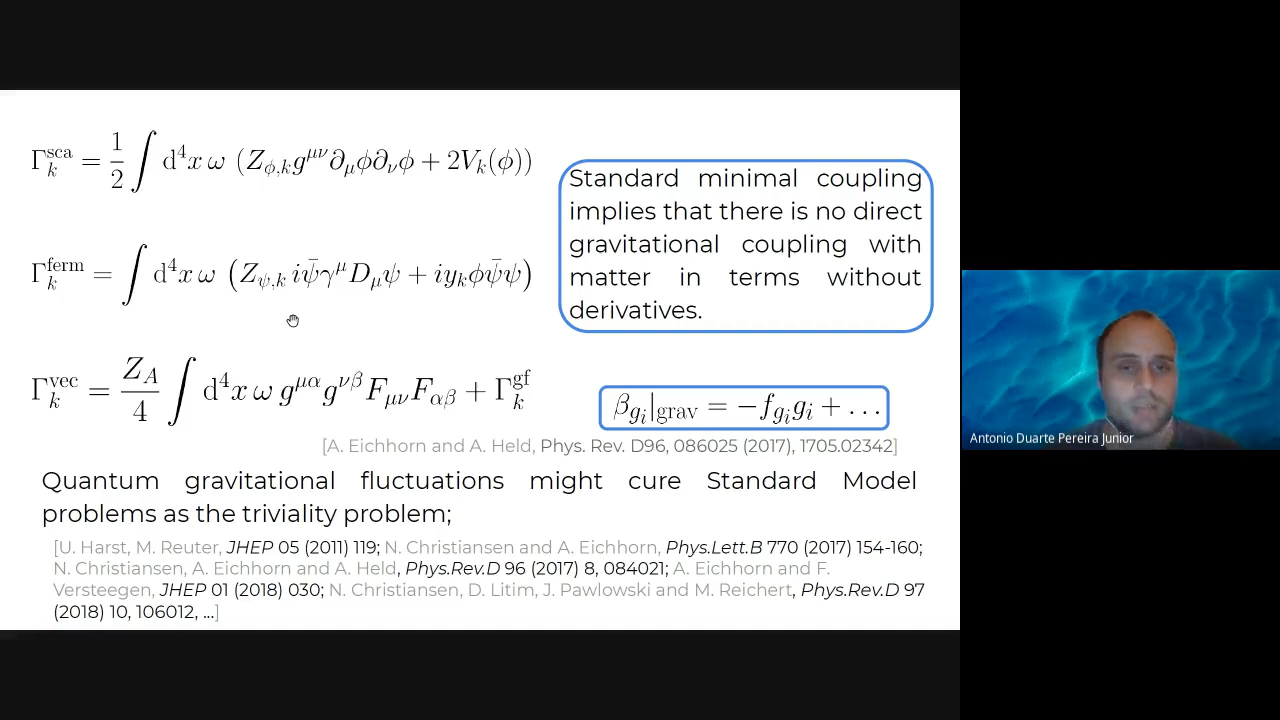 Γ_k^sca = 1/2 ∫ d⁴x ω (Z_{ϕ,k} g^{μν} ∂_μϕ∂_νϕ + 2V_k(ϕ))
Γ_k^ferm = ∫ d⁴x ω (Z_{ψ,k} iψ̄γ^μ D_μψ + iy_kϕψ̄ψ)
Γ_k^vec = Z_A/4 ∫ d⁴x ω g^{μα} g^{νβ} F_{μν}F_{αβ} + Γ_k^gf
Standard minimal coupling
implies that there is no direct
gravitational coupling with
matter in terms without
derivatives.
β_{g_i}|_grav = −f_{g_i} g_i + …
[A. Eichhorn and A. Held, Phys. Rev. D96, 086025 (2017), 1705.02342]
Quantum gravitational fluctuations might cure Standard Model
problems as the triviality problem;
[U. Harst, M. Reuter, JHEP 05 (2011) 119; N. Christiansen and A. Eichhorn, Phys.Lett.B 770 (2017) 154-160;
N. Christiansen, A. Eichhorn and A. Held, Phys.Rev.D 96 (2017) 8, 084021; A. Eichhorn and F.
Versteegen, JHEP 01 (2018) 030; N. Christiansen, D. Litim, J. Pawlowski and M. Reichert, Phys.Rev.D 97
(2018) 10, 106012, ...]
Antonio Duarte Pereira Junior